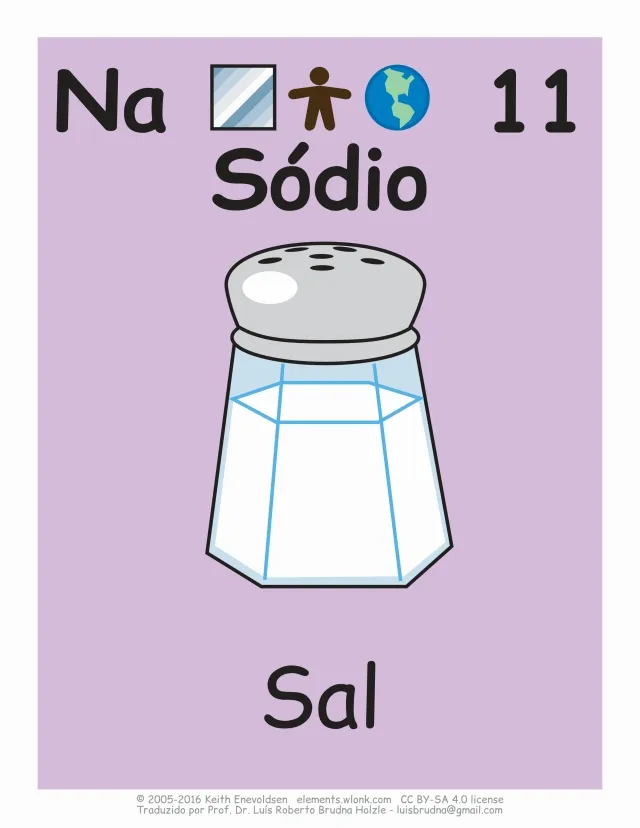 Na 11
Sódio
Sal
© 2005-2016 Keith Enevoldsen elements.wlonk.com CC BY-SA 4.0 license
Traduzido por Prof. Dr. Luís Roberto Brudna Holzle - luisbrudna@gmail.com